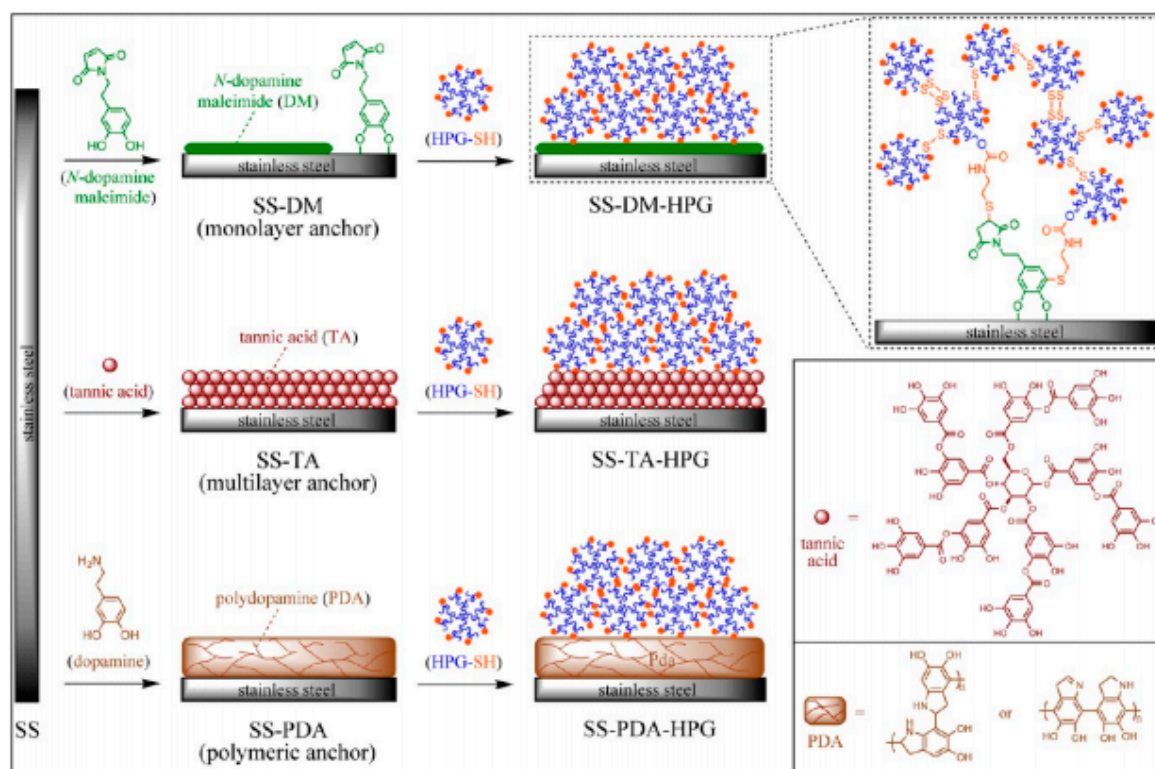 N-dopamine
maleimide (DM)
(N-dopamine
maleimide)
stainless steel
SS-DM
(monolayer anchor)
(HPG-SH)
stainless steel
SS-DM-HPG
stainless steel
stainless steel
SS
(tannic acid)
tannic acid (TA)
stainless steel
SS-TA
(multilayer anchor)
(HPG-SH)
stainless steel
SS-TA-HPG
tannic
acid
=
H2N
HO
OH
(dopamine)
polydopamine (PDA)
stainless steel
SS-PDA
(polymeric anchor)
(HPG-SH)
Pda
stainless steel
SS-PDA-HPG
PDA
=
or